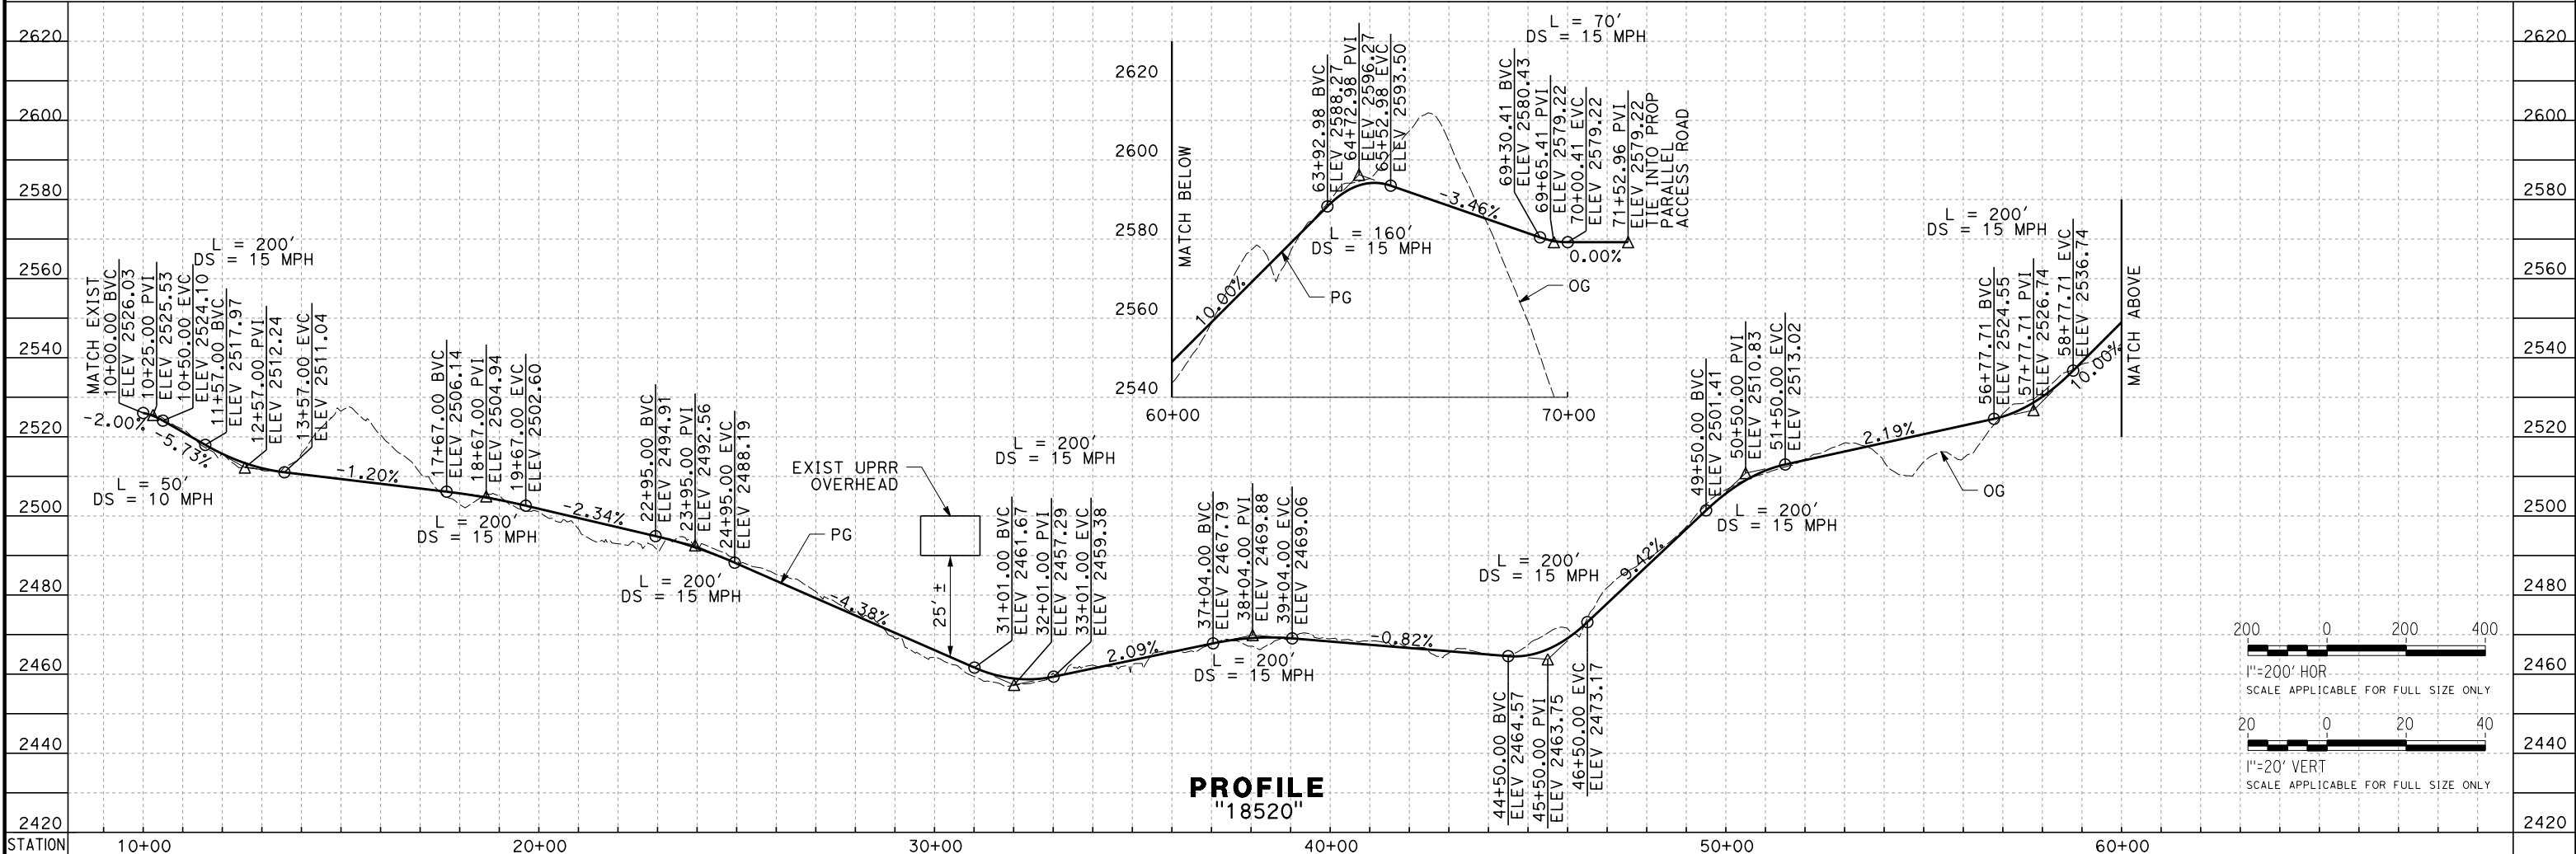 2620
2600
2580
2560
2540
2520
2500
2480
2460
2440
2420
STATION
10+00
20+00
30+00
40+00
50+00
60+00
2620
2600
2580
2560
2540
2520
2500
2480
2460
2440
2420
MATCH EXIST
10+00.00 BVC
ELEV 2526.03
10+25.00 PVI
ELEV 2525.53
10+50.00 EVC
ELEV 2524.10
L = 200'
DS = 15 MPH
11+57.00 BVC
ELEV 2517.97
12+57.00 PVI
ELEV 2512.24
13+57.00 EVC
ELEV 2511.04
-2.00%
-5.73%
L = 50'
DS = 10 MPH
-1.20%
17+67.00 BVC
ELEV 2506.14
18+67.00 PVI
ELEV 2504.94
19+67.00 EVC
ELEV 2502.60
L = 200'
DS = 15 MPH
-2.34%
22+95.00 BVC
ELEV 2494.91
23+95.00 PVI
ELEV 2492.56
24+95.00 EVC
ELEV 2488.19
L = 200'
DS = 15 MPH
PG
-4.38%
EXIST UPRR
OVERHEAD
25' ±
L = 200'
DS = 15 MPH
31+01.00 BVC
ELEV 2461.67
32+01.00 PVI
ELEV 2457.29
33+01.00 EVC
ELEV 2459.38
2.09%
37+04.00 BVC
ELEV 2467.79
38+04.00 PVI
ELEV 2469.88
39+04.00 EVC
ELEV 2469.06
L = 200'
DS = 15 MPH
-0.82%
L = 200'
DS = 15 MPH
44+50.00 BVC
ELEV 2464.57
45+50.00 PVI
ELEV 2463.75
46+50.00 EVC
ELEV 2473.17
9.42%
49+50.00 BVC
ELEV 2501.41
50+50.00 PVI
ELEV 2510.83
51+50.00 EVC
ELEV 2513.02
L = 200'
DS = 15 MPH
2.19%
OG
L = 200'
DS = 15 MPH
56+77.71 BVC
ELEV 2524.55
57+77.71 PVI
ELEV 2526.74
58+77.71 EVC
ELEV 2536.74
10.00%
MATCH ABOVE
2620
2600
2580
2560
2540
60+00
70+00
MATCH BELOW
10.00%
63+92.98 BVC
ELEV 2588.27
64+72.98 PVI
ELEV 2596.27
65+52.98 EVC
ELEV 2593.50
L = 160'
DS = 15 MPH
PG
-3.46%
L = 70'
DS = 15 MPH
69+30.41 BVC
ELEV 2580.43
69+65.41 PVI
ELEV 2579.22
70+00.41 EVC
ELEV 2579.22
71+52.96 PVI
ELEV 2579.22
TIE INTO PROP
PARALLEL
ACCESS ROAD
0.00%
OG
PROFILE
"18520"
200 0 200 400
1"=200' HOR
SCALE APPLICABLE FOR FULL SIZE ONLY
20 0 20 40
1"=20' VERT
SCALE APPLICABLE FOR FULL SIZE ONLY